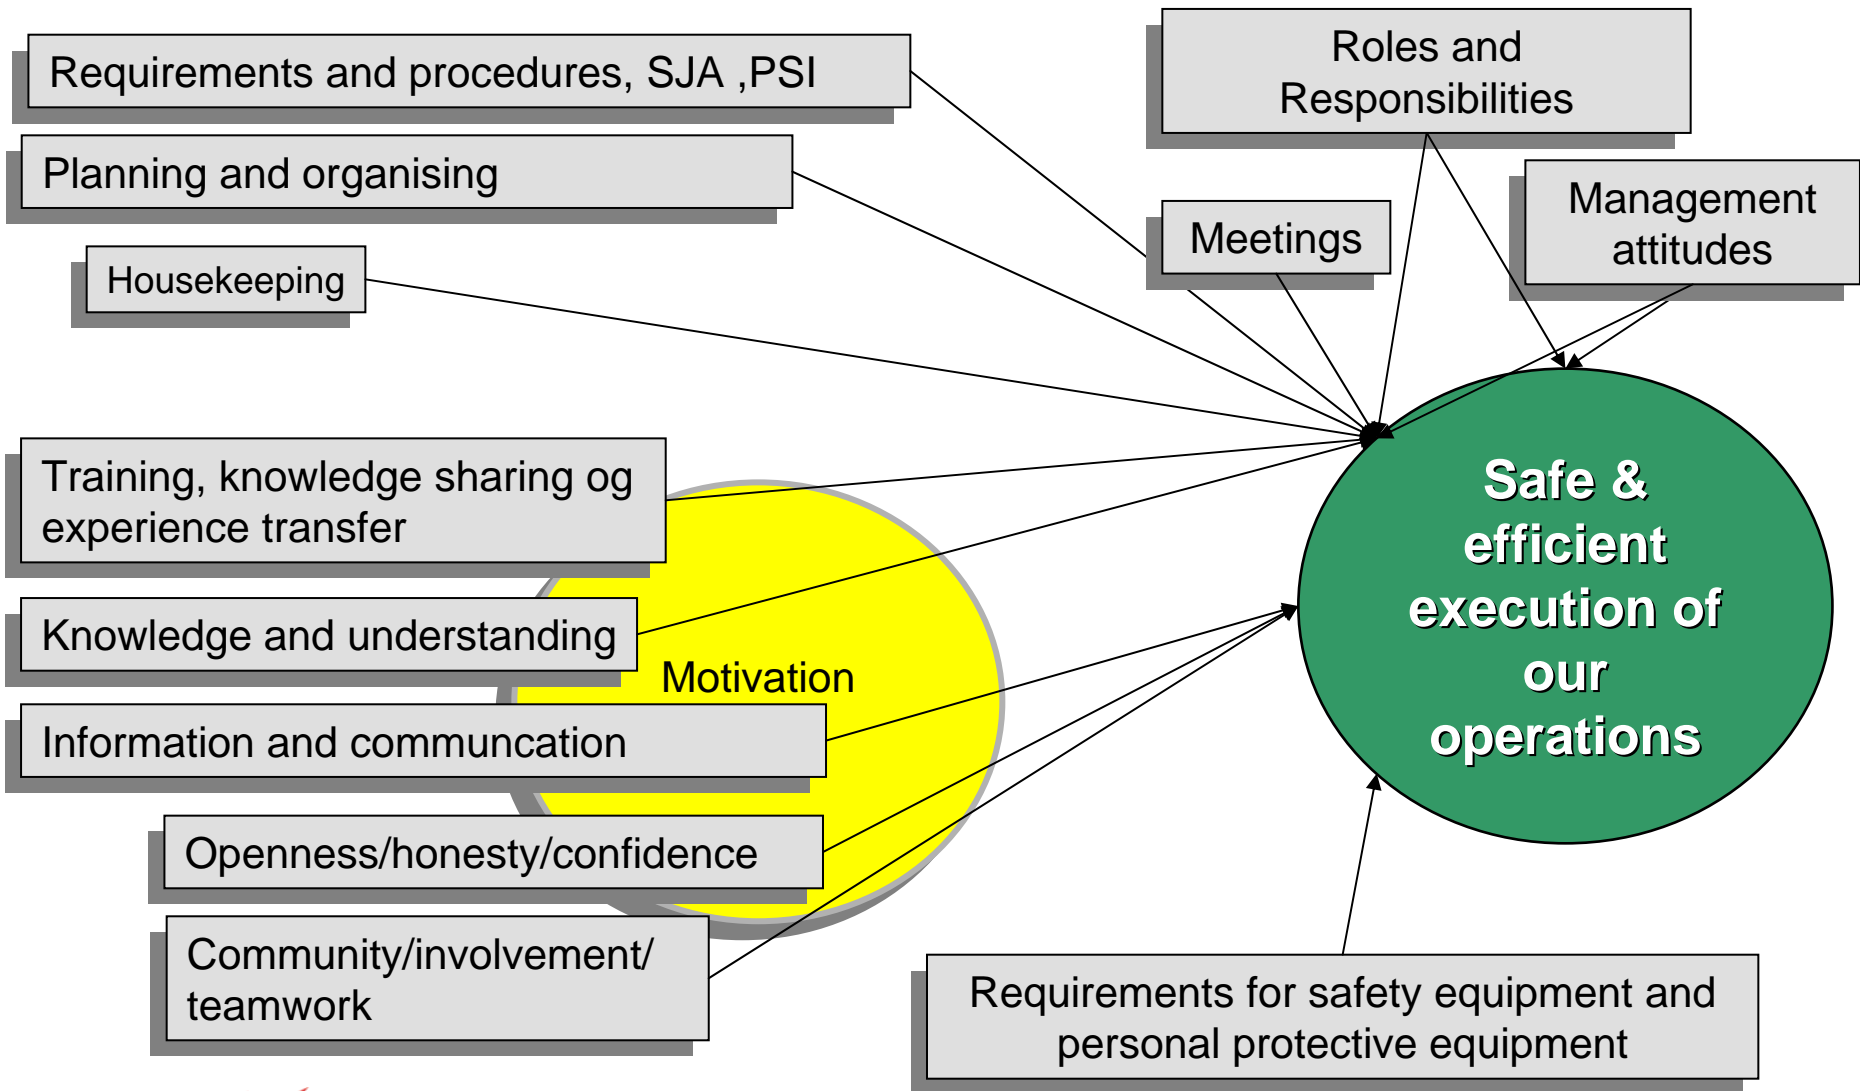 Requirements and procedures, SJA ,PSI
Roles and
Responsibilities
Planning and organising
Management
attitudes
Meetings
Housekeeping
Training, knowledge sharing og
experience transfer
Safe &
efficient
execution of
our
operations
Knowledge and understanding
Motivation
Information and communcation
Openness/honesty/confidence
Community/involvement/
teamwork
Requirements for safety equipment and
personal protective equipment